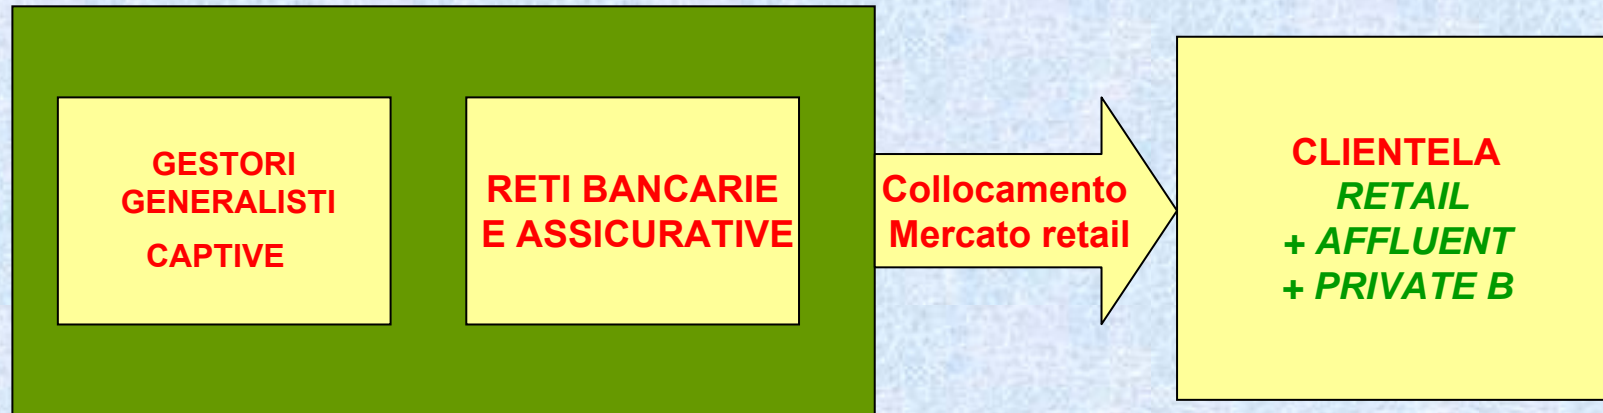 GESTORI
GENERALISTI
CAPTIVE
RETI BANCARIE
E ASSICURATIVE
Collocamento
Mercato retail
CLIENTELA
RETAIL
+ AFFLUENT
+ PRIVATE B